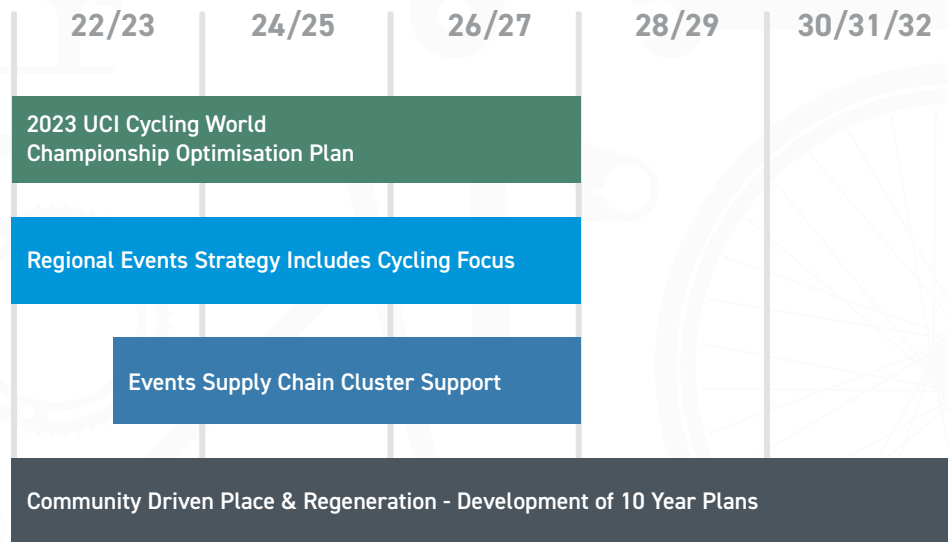 22/23 24/25 26/27 28/29 30/31/32
2023 UCI Cycling World
Championship Optimisation Plan
Regional Events Strategy Includes Cycling Focus
Events Supply Chain Cluster Support
Community Driven Place & Regeneration - Development of 10 Year Plans